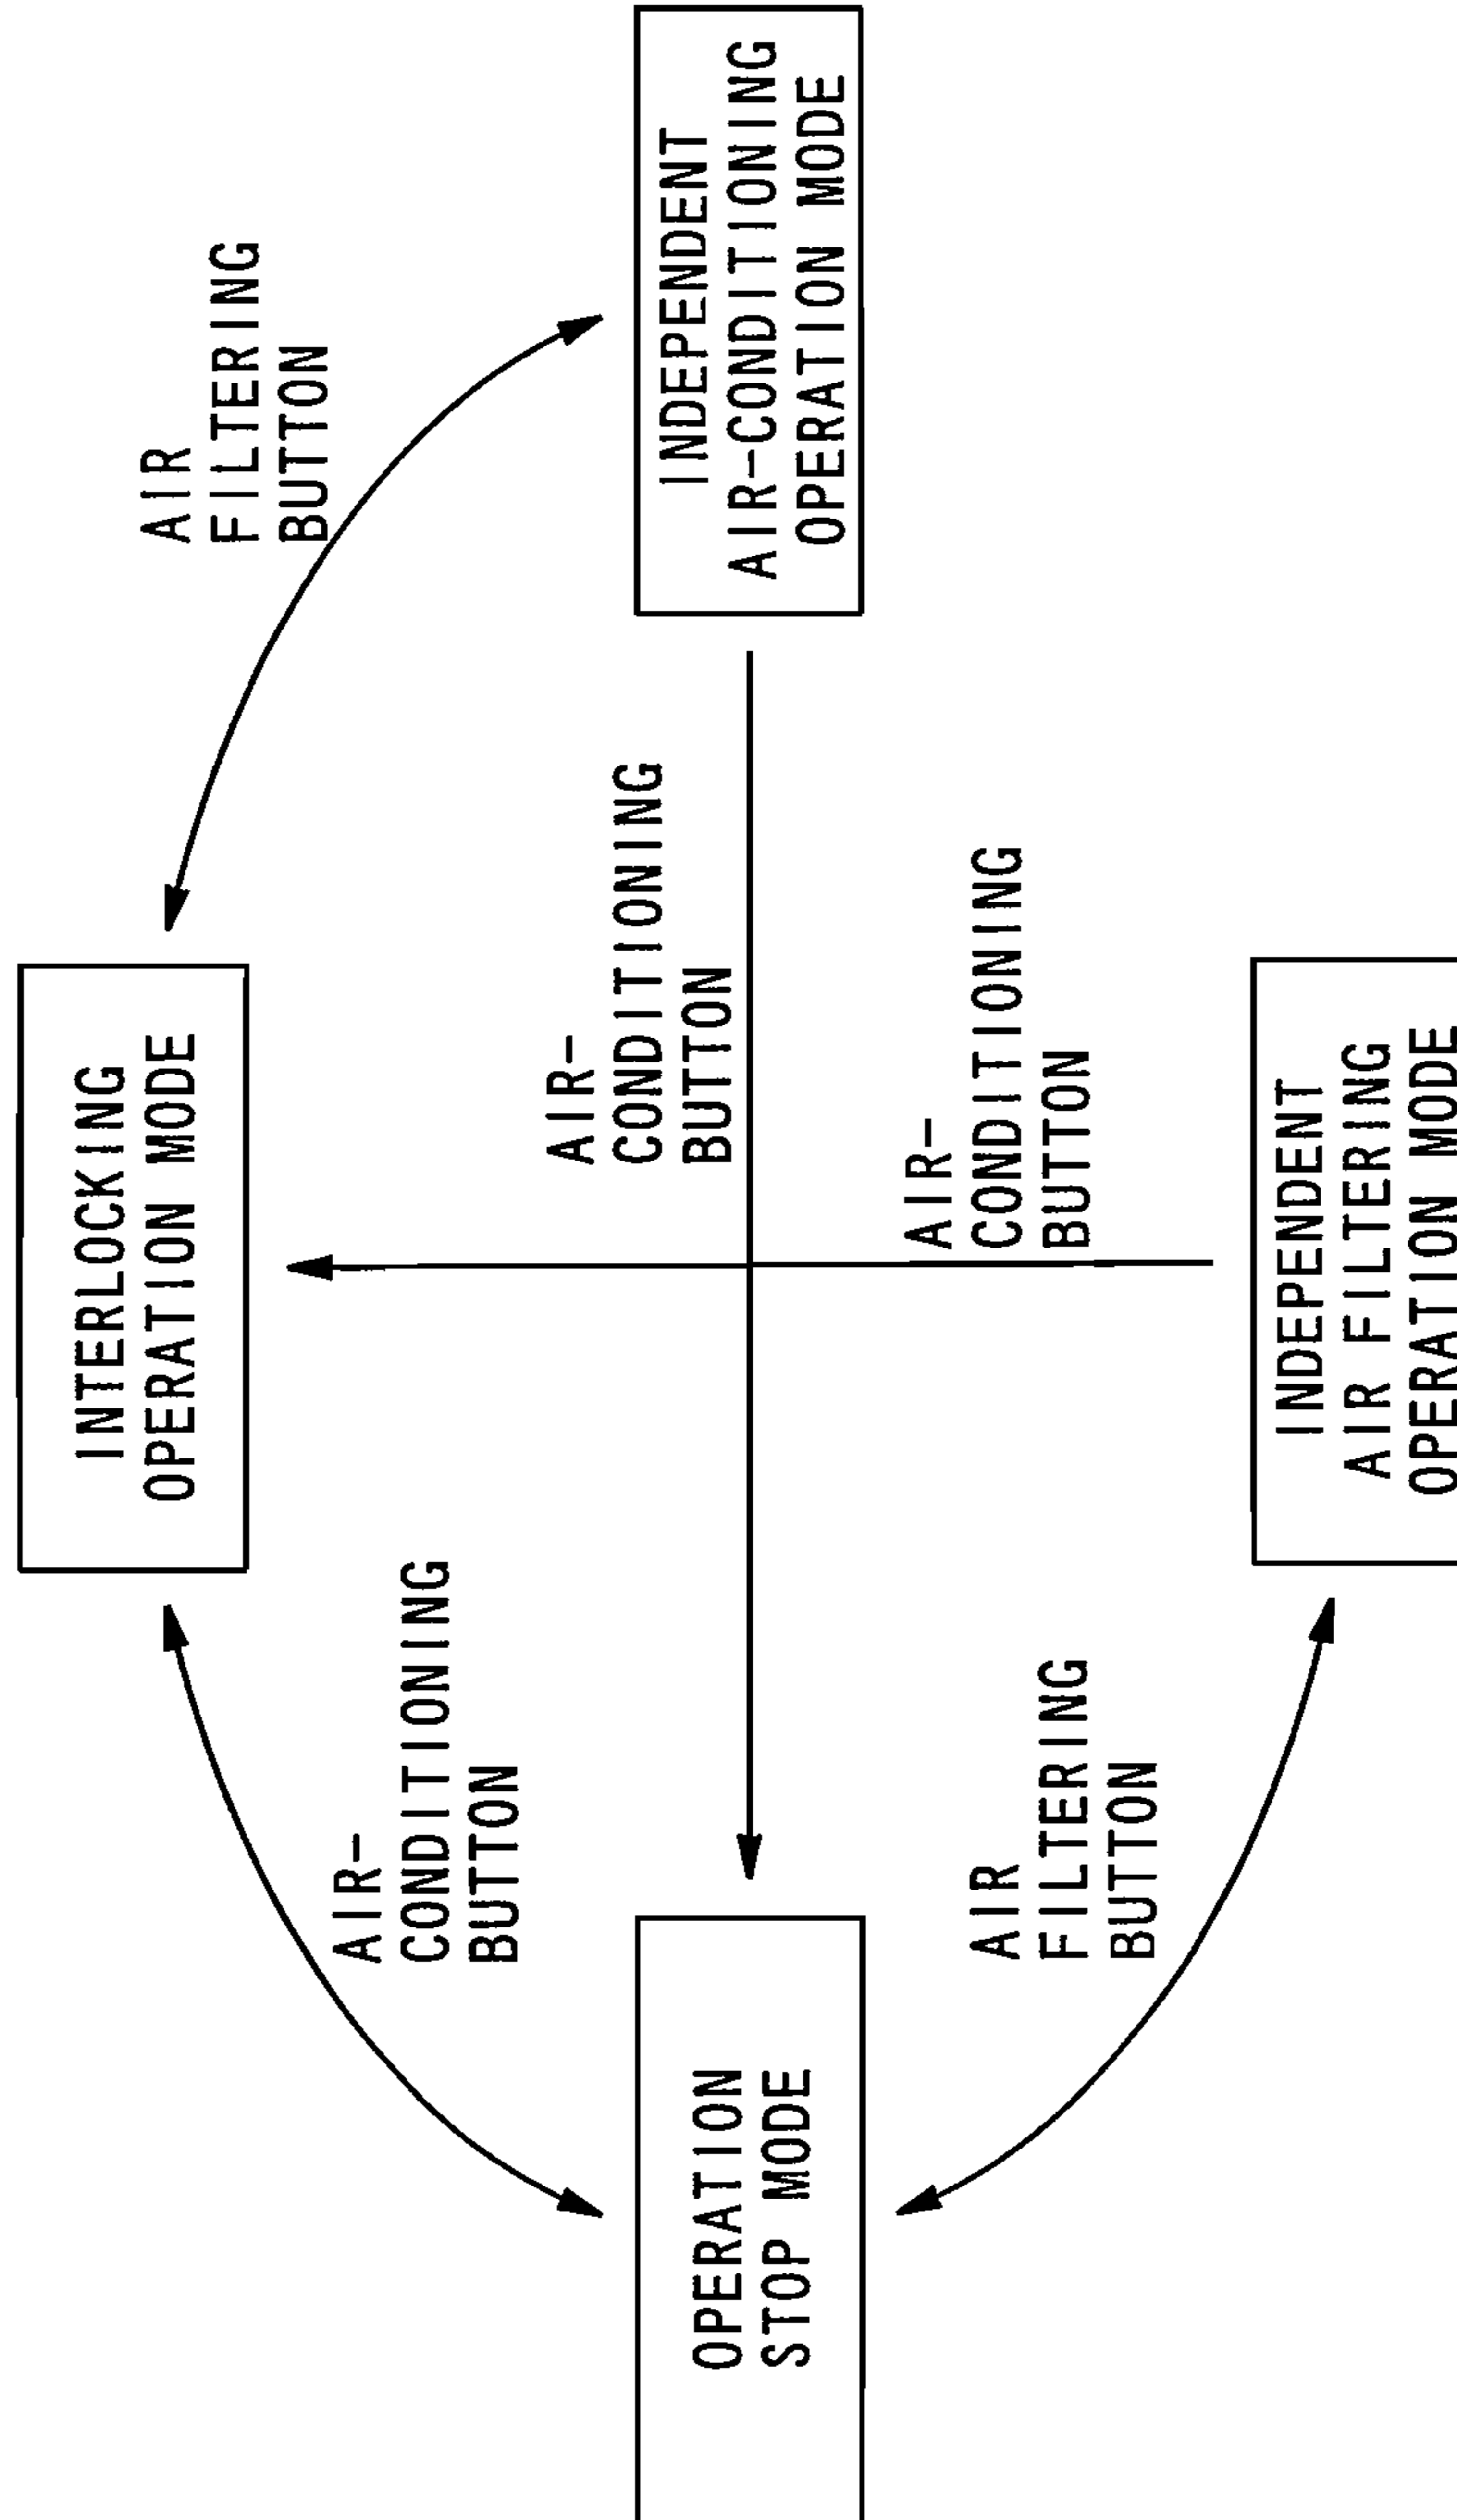 INTERLOCKING
OPERATION MODE
AIR-
CONDITIONING
BUTTON
AIR
FILTERING
BUTTON
OPERATION
STOP MODE
AIR-
CONDITIONING
BUTTON
INDEPENDENT
AIR-CONDITIONING
OPERATION MODE
AIR
FILTERING
BUTTON
AIR-
CONDITIONING
BUTTON
INDEPENDENT
AIR FILTERING
OPERATION MODE